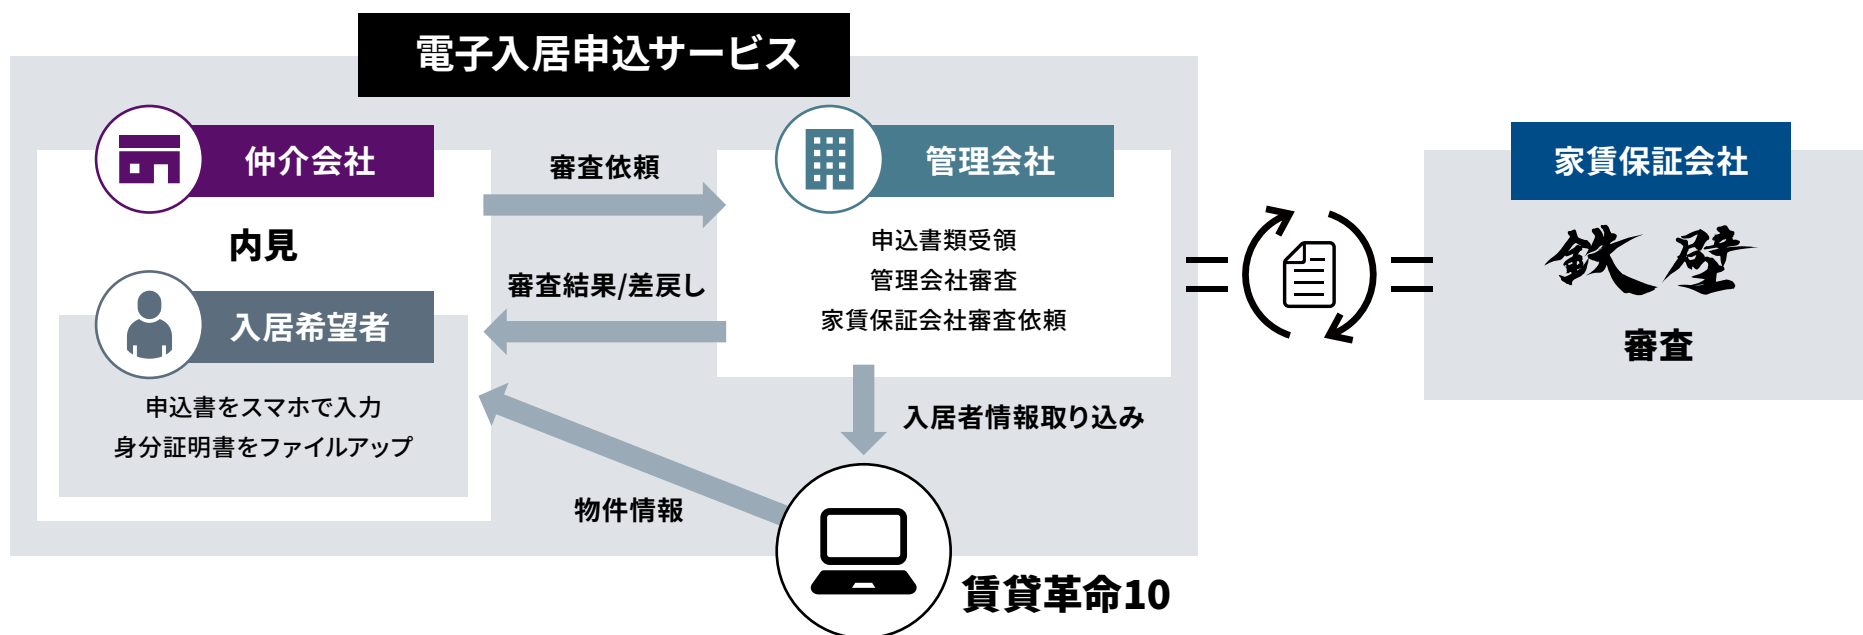 電子入居申込サービス
仲介会社
内見
入居希望者
申込書をスマホで入力
身分証明書をファイルアップ
審査依頼
審査結果/差戻し
物件情報
管理会社
申込書類受領
管理会社審査
家賃保証会社審査依頼
入居者情報取り込み
賃貸革命10
家賃保証会社
鉄壁
審査